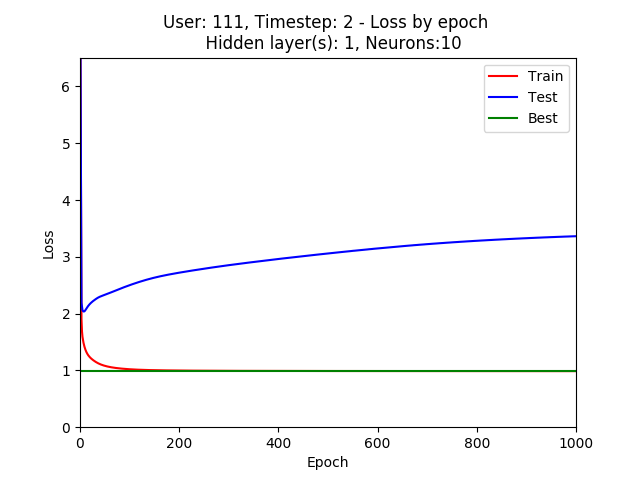 User: 111, Timestep: 2 - Loss by epoch
Hidden layer(s): 1, Neurons:10
Train
Test
Best
6
5
4
3
2
1
0
Loss
0 200 400 600 800 1000
Epoch